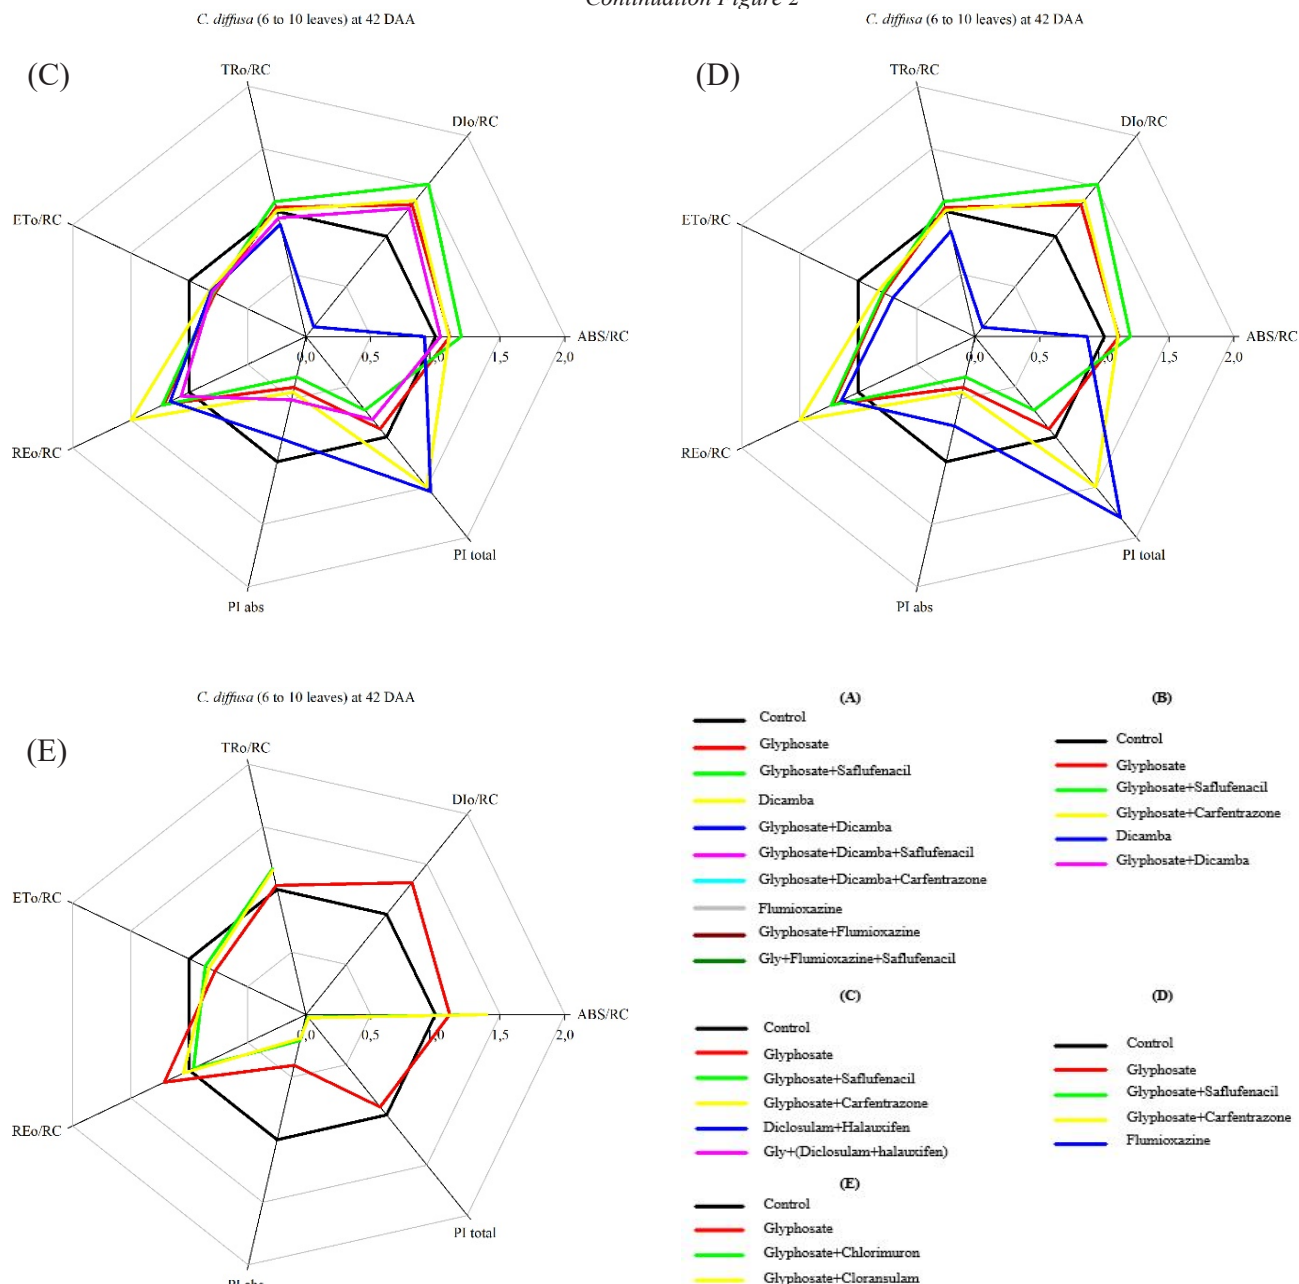 Continuation Figure 2
C. diffusa (6 to 10 leaves) at 42 DAA
C. diffusa (6 to 10 leaves) at 42 DAA
(C)
TRo/RC
DIo/RC
ETo/RC
ABS/RC
0,0
0,5
1,0
1,5
2,0
REo/RC
PI total
PI abs
(D)
TRo/RC
DIo/RC
ETo/RC
ABS/RC
0,0
0,5
1,0
1,5
2,0
REo/RC
PI total
PI abs
C. diffusa (6 to 10 leaves) at 42 DAA
(E)
TRo/RC
DIo/RC
ETo/RC
ABS/RC
0,0
0,5
1,0
1,5
2,0
REo/RC
PI total
PI abs
(A)
Control
Glyphosate
Glyphosate+Saflufenacil
Dicamba
Glyphosate+Dicamba
Glyphosate+Dicamba+Saflufenacil
Glyphosate+Dicamba+Carfentrazone
Flumioxazine
Glyphosate+Flumioxazine
Gly+Flumioxazine+Saflufenacil
(B)
Control
Glyphosate
Glyphosate+Saflufenacil
Glyphosate+Carfentrazone
Dicamba
Glyphosate+Dicamba
(C)
Control
Glyphosate
Glyphosate+Saflufenacil
Glyphosate+Carfentrazone
Diclosulam+Halauxifen
Gly+(Diclosulam+halauxifen)
(D)
Control
Glyphosate
Glyphosate+Saflufenacil
Glyphosate+Carfentrazone
Flumioxazine
(E)
Control
Glyphosate
Glyphosate+Chlorimuron
Glyphosate+Cloransulam